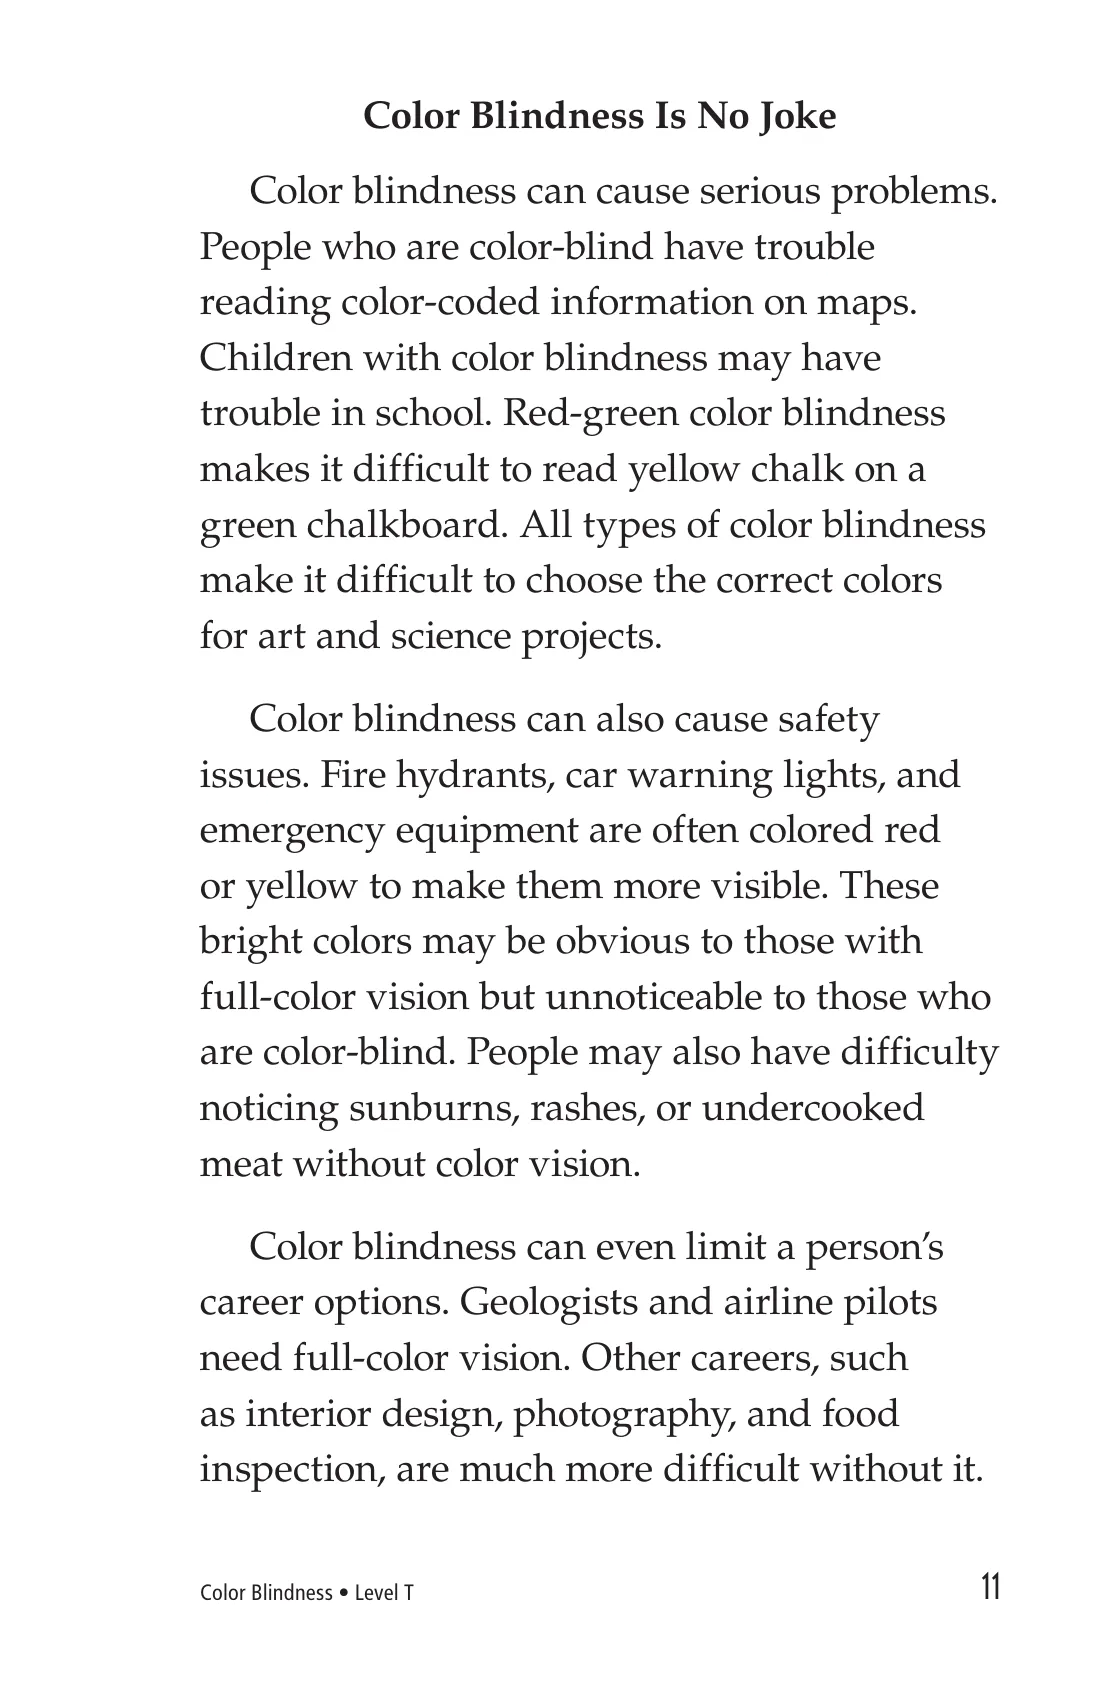 Color Blindness Is No Joke
Color blindness can cause serious problems.
People who are color-blind have trouble
reading color-coded information on maps.
Children with color blindness may have
trouble in school. Red-green color blindness
makes it difficult to read yellow chalk on a
green chalkboard. All types of color blindness
make it difficult to choose the correct colors
for art and science projects.
Color blindness can also cause safety
issues. Fire hydrants, car warning lights, and
emergency equipment are often colored red
or yellow to make them more visible. These
bright colors may be obvious to those with
full-color vision but unnoticeable to those who
are color-blind. People may also have difficulty
noticing sunburns, rashes, or undercooked
meat without color vision.
Color blindness can even limit a person’s
career options. Geologists and airline pilots
need full-color vision. Other careers, such
as interior design, photography, and food
inspection, are much more difficult without it.
Color Blindness • Level T
11